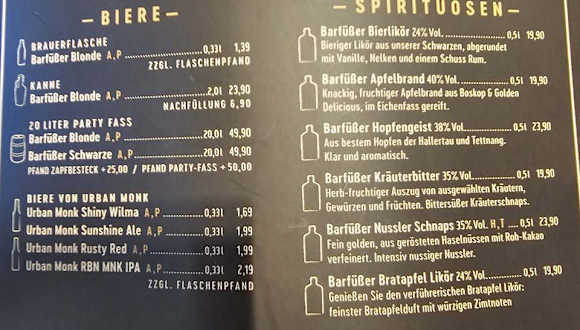 — BIERE —
BRAUERFLASCHE
Barfüßer Blonde A,P ........ 0,33l 1,39
ZZGL. FLASCHENPFAND
KANNE
Barfüßer Blonde A,P ........ 2,0l 23,90
NACHFÜLLUNG 6,90
20 LITER PARTY FASS
Barfüßer Blonde A,P ........ 20,0l 49,90
Barfüßer Schwarze A,P ........ 20,0l 49,90
PFAND ZAPFBESTECK +25,00 / PFAND PARTY-FASS +50,00
BIERE VON URBAN MONK
Urban Monk Shiny Wilma A,P ........ 0,33l 1,69
Urban Monk Sunshine Ale A,P ........ 0,33l 1,99
Urban Monk Rusty Red A,P ........ 0,33l 1,99
Urban Monk RBN MNK IPA A,P ........ 0,33l 2,19
ZZGL. FLASCHENPFAND
— SPIRITUOSEN —
Barfüßer Bierlikör 24% Vol. ........ 0,5l 19,90
Bieriger Likör aus unserer Schwarzen, abgerundet
mit Vanille, Nelken und einem Schuss Rum.
Barfüßer Apfelbrand 40% Vol. ........ 0,5l 19,90
Knackig, fruchtiger Apfelbrand aus Boskop & Golden
Delicious, im Eichenfass gereift.
Barfüßer Hopfengeist 38% Vol. ........ 0,5l 23,90
Aus bestem Hopfen der Hallertau und Tettnang.
Klar und aromatisch.
Barfüßer Kräuterbitter 35% Vol. ........ 0,5l 19,90
Herb-fruchtiger Auszug von ausgewählten Kräutern,
Gewürzen und Früchten. Bittersüßer Kräuterschnaps.
Barfüßer Nussler Schnaps 35% Vol. H,T .... 0,5l 23,90
Fein golden, aus gerösteten Haselnüssen mit Roh-Kakao
verfeinert. Intensiv nussiger Nussler.
Barfüßer Bratapfel Likör 24% Vol. ........ 0,5l 19,90
Genießen Sie den verführerischen Bratapfel Likör:
feinster Bratapfelduft mit würzigen Zimtnoten